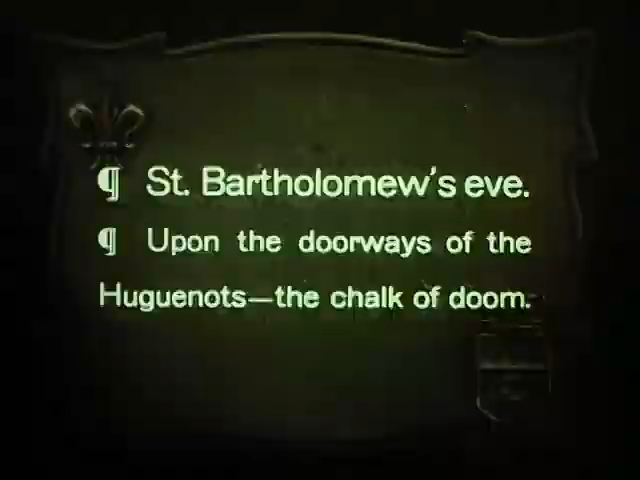 ¶ St. Bartholomew's eve.
¶ Upon the doorways of the
Huguenots—the chalk of doom.